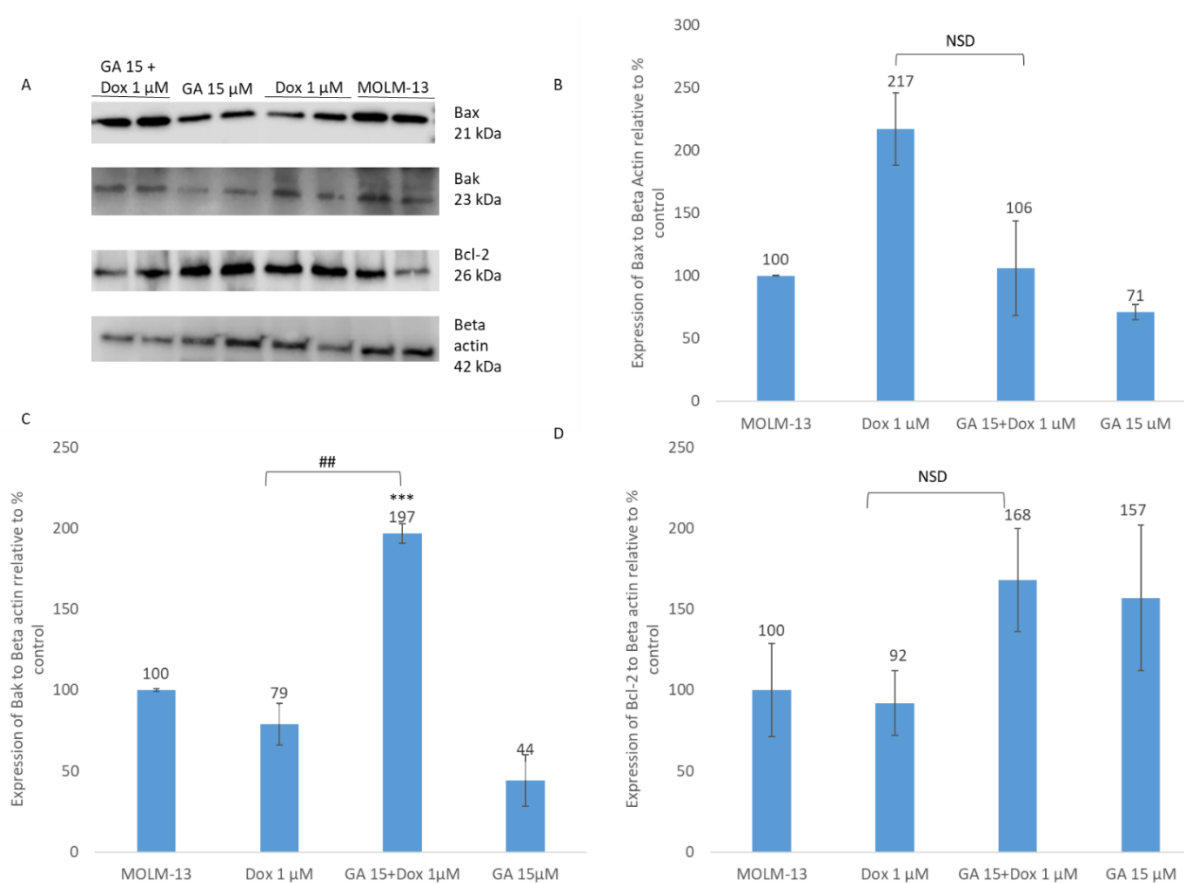 A
GA 15 +
Dox 1 µM
GA 15 µM
Dox 1 µM
MOLM-13
Bax
21 kDa
Bak
23 kDa
Bcl-2
26 kDa
Beta
actin
42 kDa
B
Expression of Bax to Beta Actin relative to %
control
300
250
200
150
100
50
0
NSD
100
217
106
71
MOLM-13
Dox 1 µM
GA 15+Dox 1 µM
GA 15 µM
C
Expression of Bak to Beta actin rrelative to %
control
250
200
150
100
50
0
##
***
100
79
197
44
MOLM-13
Dox 1 µM
GA 15+Dox 1µM
GA 15µM
D
Expression of Bcl-2 to Beta actin relative to %
control
250
200
150
100
50
0
NSD
100
92
168
157
MOLM-13
Dox 1 µM
GA 15+Dox 1 µM
GA 15 µM